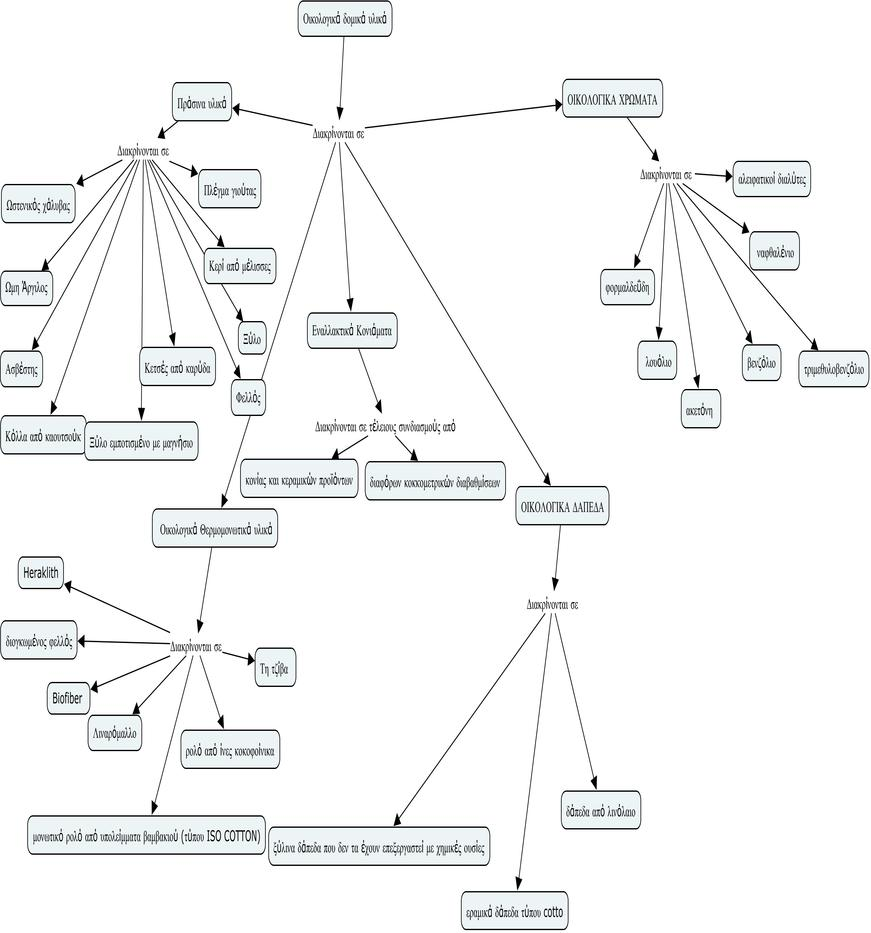 Οικολογικά δομικά υλικά
Πράσινα υλικά
ΟΙΚΟΛΟΓΙΚΑ ΧΡΩΜΑΤΑ
Διακρίνονται σε
Διακρίνονται σε
Διακρίνονται σε
αλειφατικοί διαλύτες
Πλέγμα γιούτας
Ωστενικός χάλυβας
ναφθαλένιο
Κερί από μέλισσες
Ωμη Άργιλος
φορμαλδεΰδη
Εναλλακτικά Κονιάματα
Ξύλο
Ασβέστης
Κετσές από καρύδα
λουόλιο
βενζόλιο
τριμεθυλοβενζόλιο
Φελλός
ακετόνη
Κόλλα από καουτσούκ
Ξύλο εμποτισμένο με μαγνήσιο
Διακρίνονται σε τέλειους συνδιασμούς από
κονίας και κεραμικών προϊόντων
διαφόρων κοκκομετρικών διαβαθμίσεων
ΟΙΚΟΛΟΓΙΚΑ ΔΑΠΕΔΑ
Οικολογικά Θερμομονωτικά υλικά
Heraklith
Διακρίνονται σε
διογκωμένος φελλός
Διακρίνονται σε
Τη τζίβα
Biofiber
Λιναρόμαλλο
ρολό από ίνες κοκοφοίνικα
δάπεδα από λινόλαιο
μονωτικό ρολό από υπολείμματα βαμβακιού (τύπου ISO COTTON)
ξύλινα δάπεδα που δεν τα έχουν επεξεργαστεί με χημικές ουσίες
εραμικά δάπεδα τύπου cotto